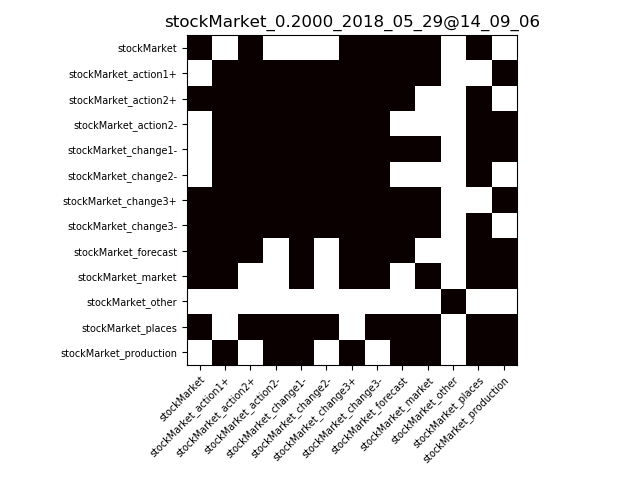 stockMarket_0.2000_2018_05_29@14_09_06
stockMarket
stockMarket_action1+
stockMarket_action2+
stockMarket_action2-
stockMarket_change1-
stockMarket_change2-
stockMarket_change3+
stockMarket_change3-
stockMarket_forecast
stockMarket_market
stockMarket_other
stockMarket_places
stockMarket_production
stockMarket
stockMarket_action1+
stockMarket_action2+
stockMarket_action2-
stockMarket_change1-
stockMarket_change2-
stockMarket_change3+
stockMarket_change3-
stockMarket_forecast
stockMarket_market
stockMarket_other
stockMarket_places
stockMarket_production